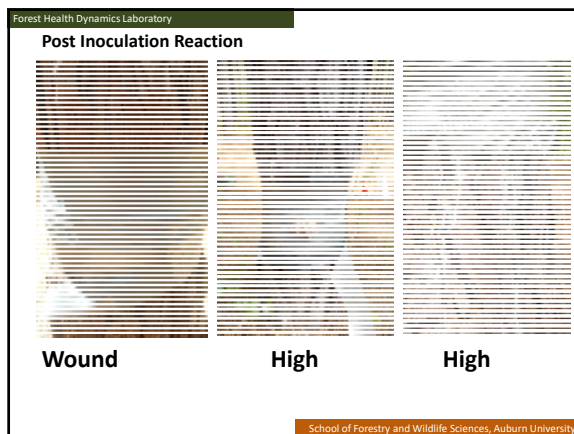 Forest Health Dynamics Laboratory
Post Inoculation Reaction
Wound High High
School of Forestry and Wildlife Sciences, Auburn University